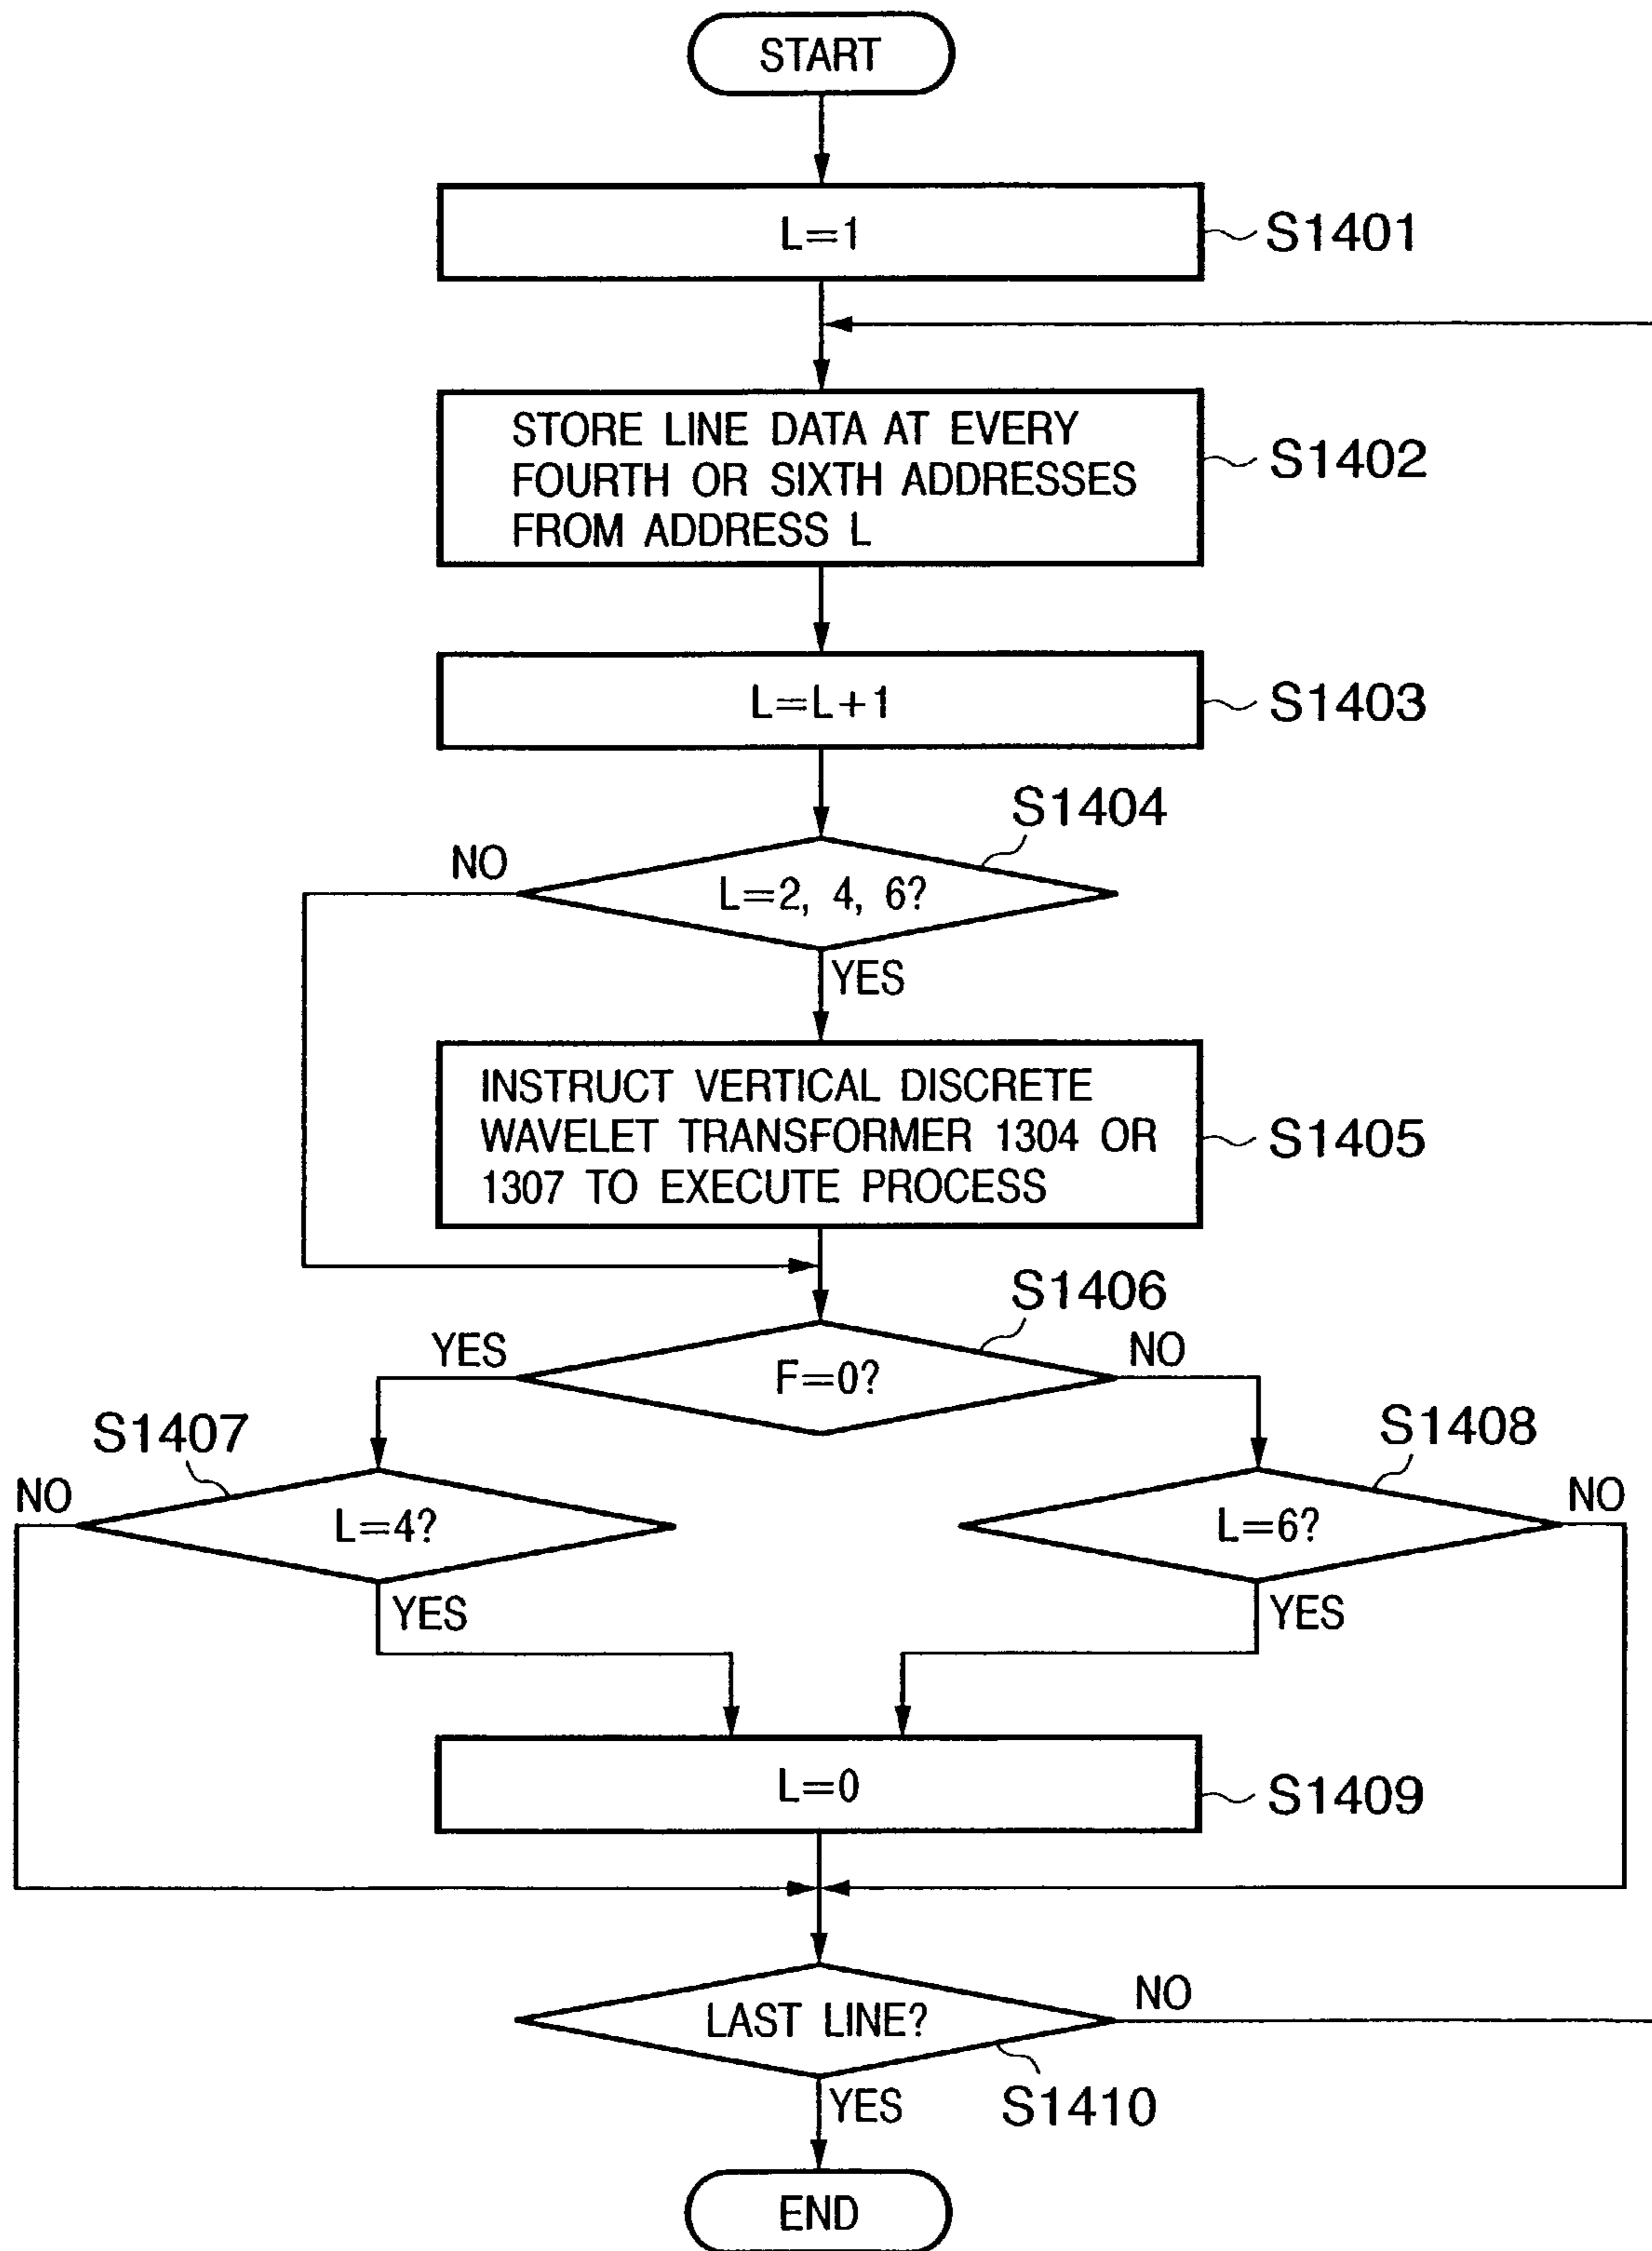 START
L=1
S1401
STORE LINE DATA AT EVERY
FOURTH OR SIXTH ADDRESSES
FROM ADDRESS L
S1402
L=L+1
S1403
S1404
NO
L=2, 4, 6?
YES
INSTRUCT VERTICAL DISCRETE
WAVELET TRANSFORMER 1304 OR
1307 TO EXECUTE PROCESS
S1405
S1406
YES
F=0?
NO
S1407
S1408
NO
L=4?
YES
L=6?
NO
YES
L=0
S1409
LAST LINE?
NO
YES
S1410
END